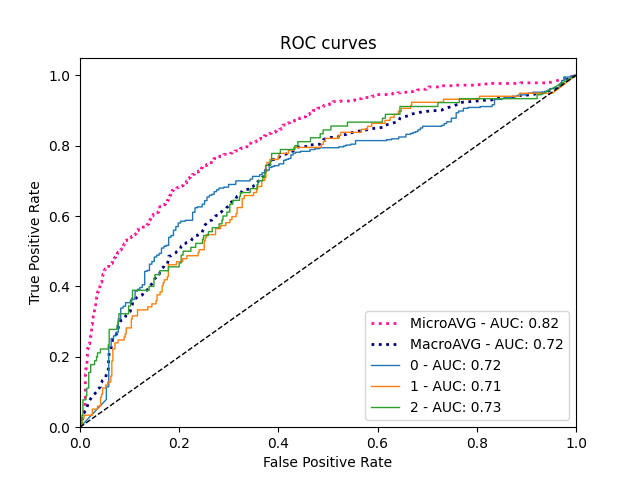 ROC curves
True Positive Rate
1.0
0.8
0.6
0.4
0.2
0.0
MicroAVG - AUC: 0.82
MacroAVG - AUC: 0.72
0 - AUC: 0.72
1 - AUC: 0.71
2 - AUC: 0.73
0.0 0.2 0.4 0.6 0.8 1.0
False Positive Rate